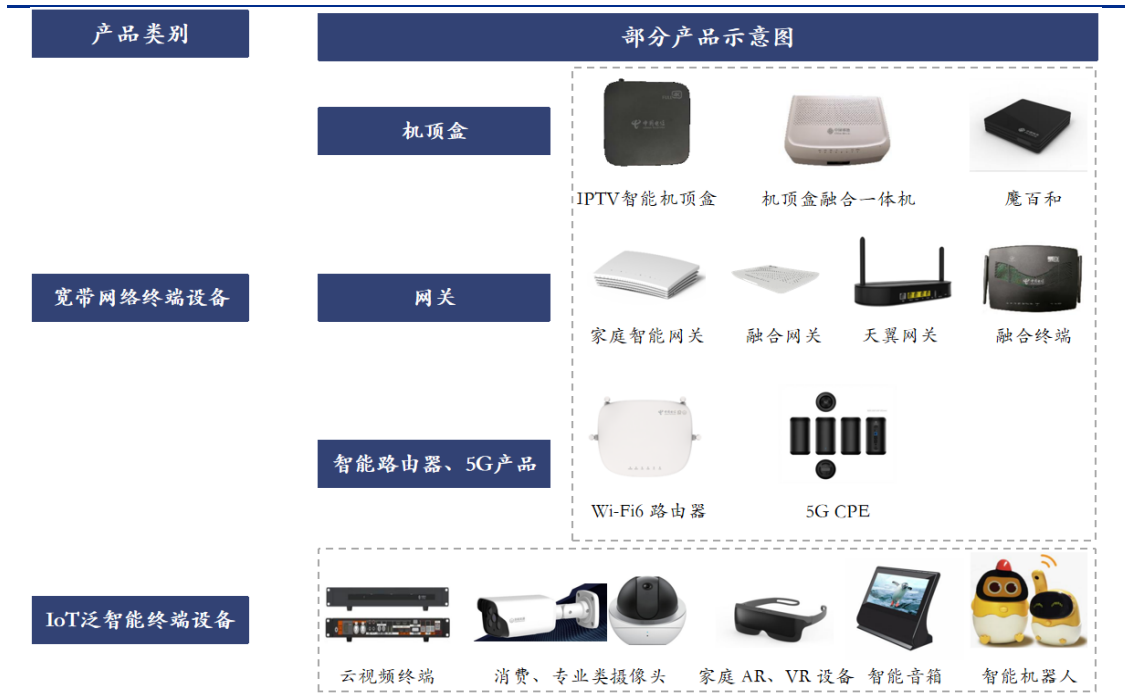 产品类别
部分产品示意图
机顶盒
IPTV智能机顶盒
机顶盒融合一体机
魔百和
宽带网络终端设备
网关
家庭智能网关
融合网关
天翼网关
融合终端
智能路由器、5G产品
Wi-Fi6 路由器
5G CPE
IoT泛智能终端设备
云视频终端
消费、专业类摄像头
家庭 AR、VR 设备
智能音箱
智能机器人